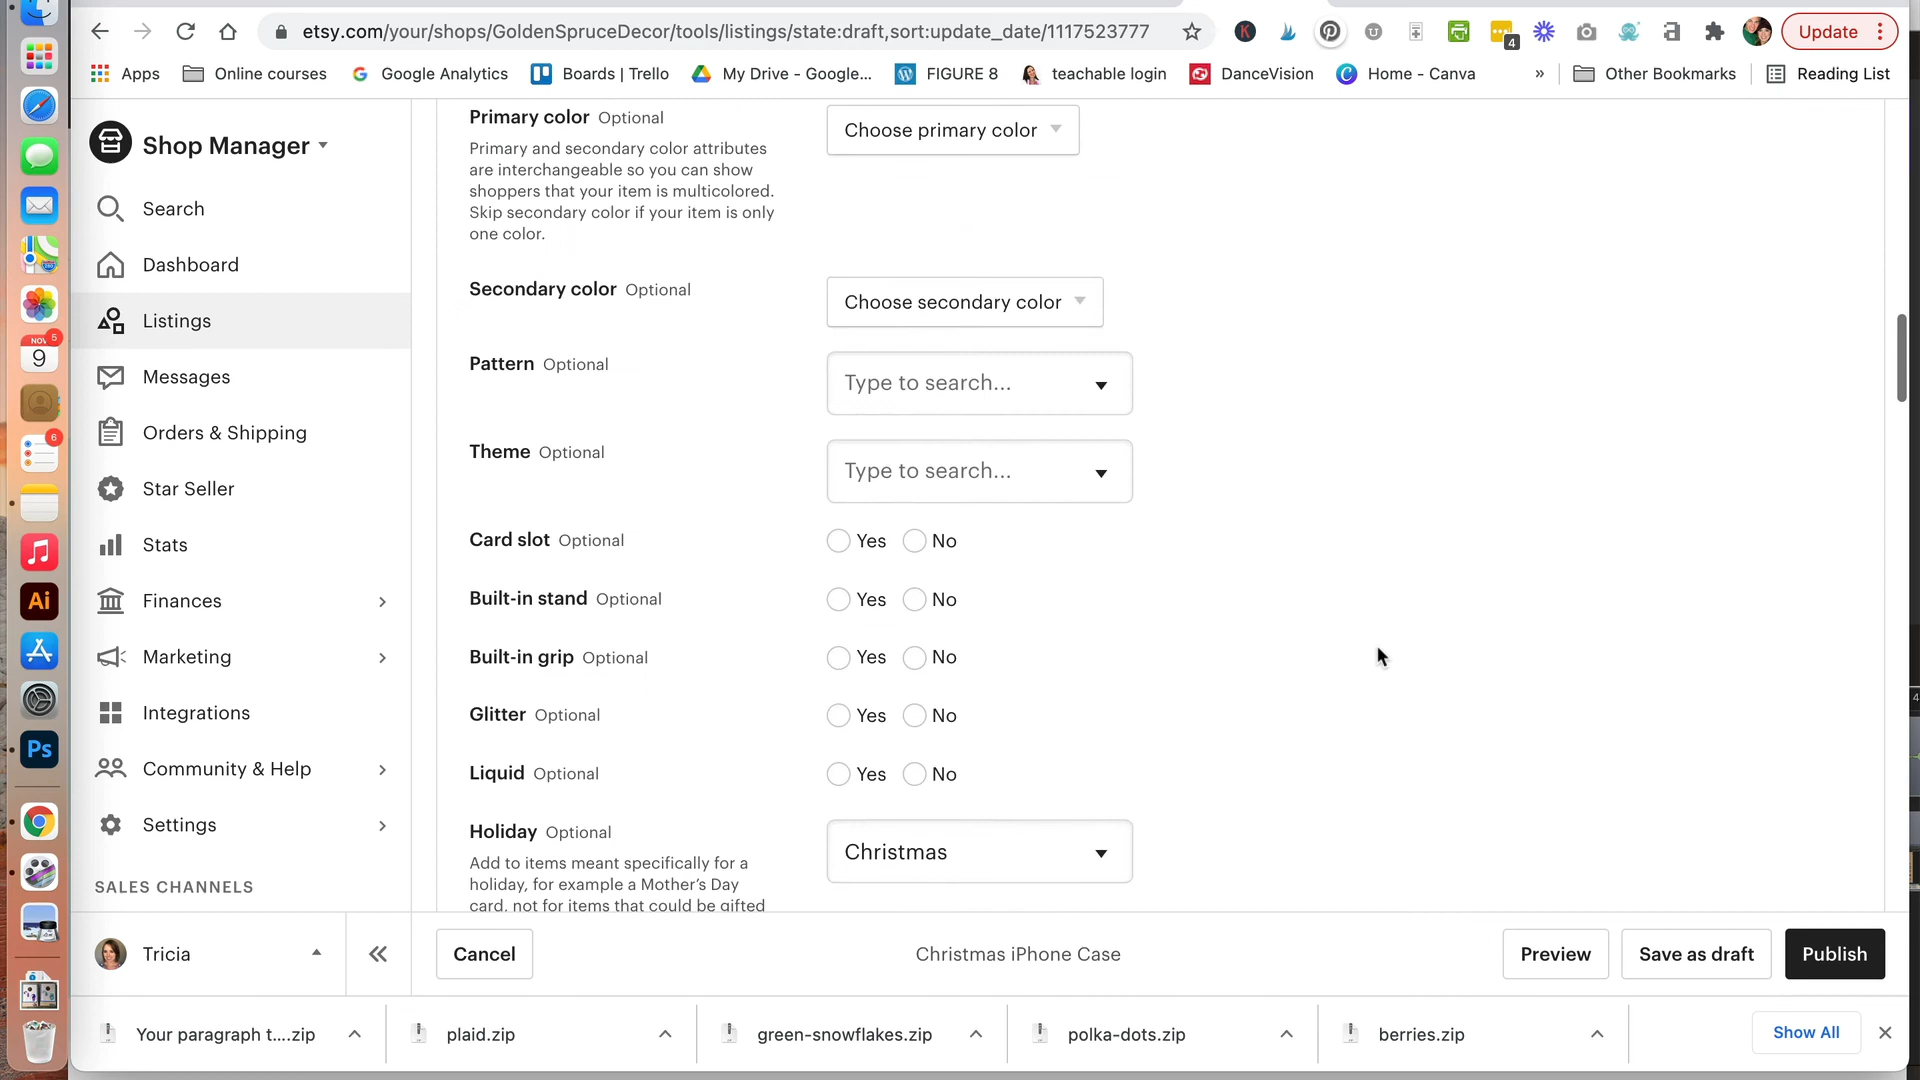 etsy.com/your/shops/GoldenSpruceDecor/tools/listings/state:draft,sort:update_date/1117523777
4
Update
Apps
Online courses
Google Analytics
Boards | Trello
My Drive - Google...
FIGURE 8
teachable login
DanceVision
Home - Canva
»
Other Bookmarks
Reading List
Shop Manager
Search
Dashboard
Listings
Messages
Orders & Shipping
Star Seller
Stats
Finances
Marketing
Integrations
Community & Help
Settings
SALES CHANNELS
Tricia
NOV
5
9
6
Ai
Ps
Primary color Optional
Primary and secondary color attributes
are interchangeable so you can show
shoppers that your item is multicolored.
Skip secondary color if your item is only
one color.
Choose primary color
Secondary color Optional
Choose secondary color
Pattern Optional
Type to search...
Theme Optional
Type to search...
Card slot Optional
Yes No
Built-in stand Optional
Yes No
Built-in grip Optional
Yes No
Glitter Optional
Yes No
Liquid Optional
Yes No
Holiday Optional
Christmas
Add to items meant specifically for a
holiday, for example a Mother's Day
card, not for items that could be gifted
Cancel
Christmas iPhone Case
Preview
Save as draft
Publish
Your paragraph t....zip
plaid.zip
green-snowflakes.zip
polka-dots.zip
berries.zip
Show All